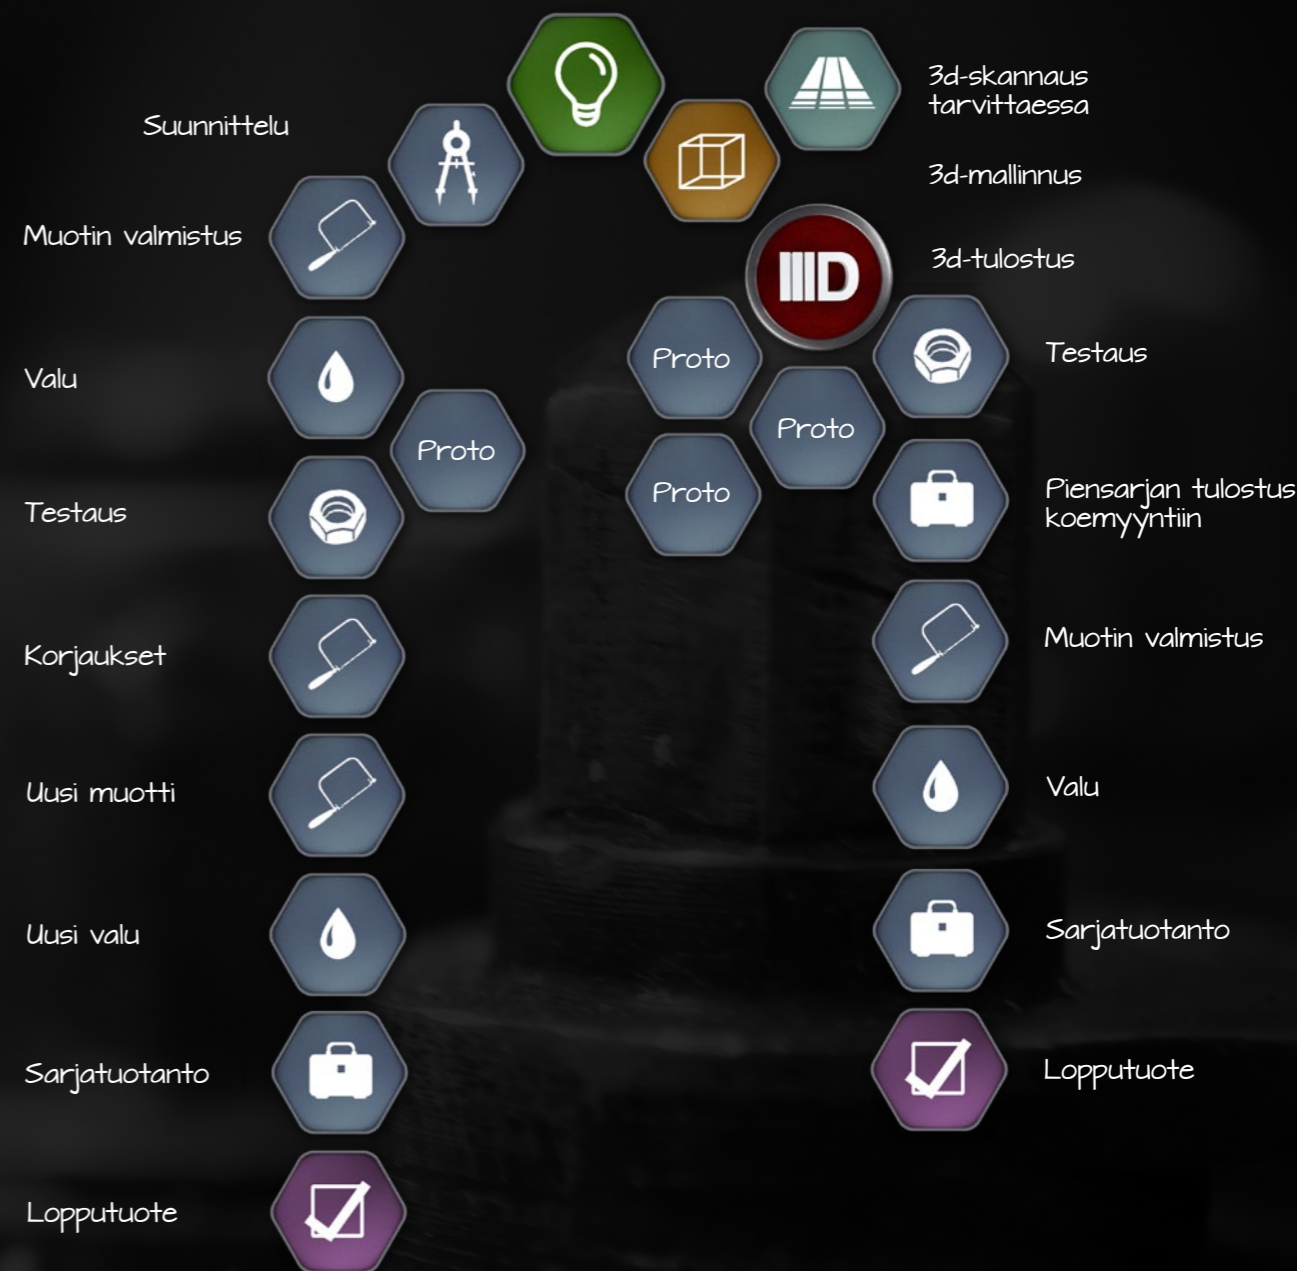 Suunnittelu
Muotin valmistus
Valu
Proto
Testaus
Korjaukset
Uusi muotti
Uusi valu
Sarjatuotanto
Lopputuote
3d-skannaus
tarvittaessa
3d-mallinnus
3d-tulostus
IIID
Proto
Testaus
Proto
Proto
Piensarjan tulostus
koemyyntiin
Muotin valmistus
Valu
Sarjatuotanto
Lopputuote